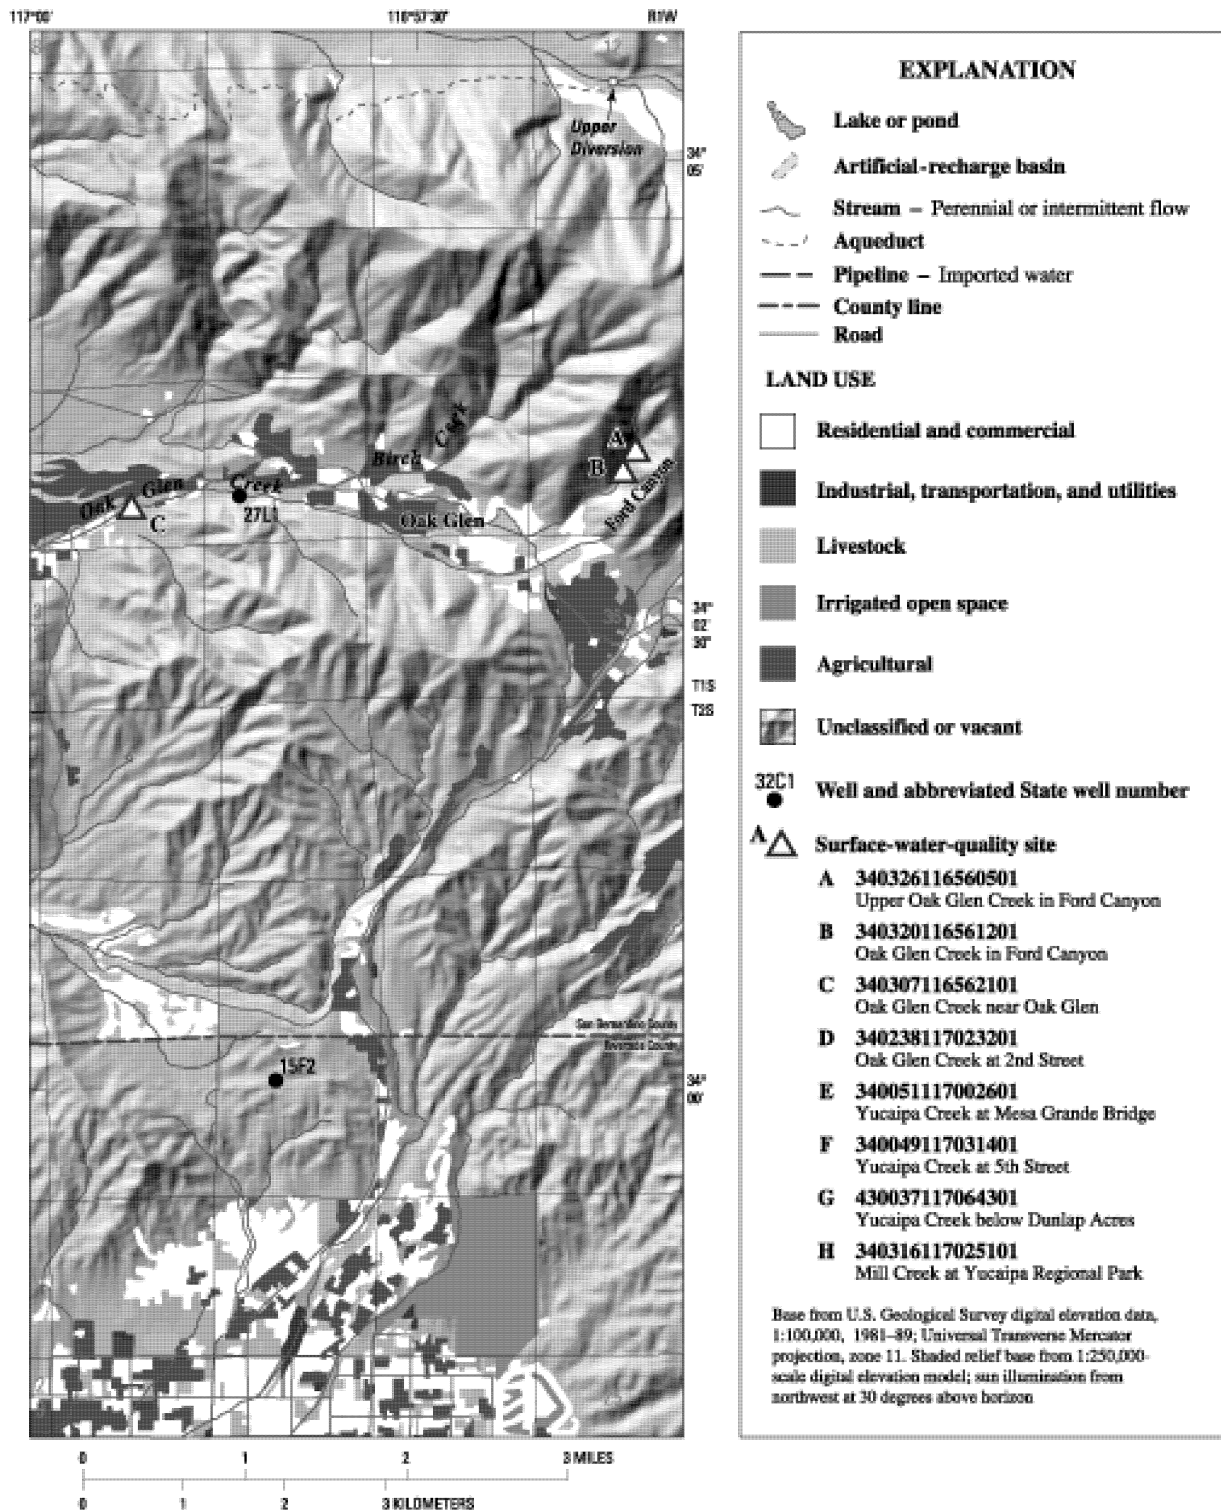 117°00'
116°57'30"
R1W
Upper
Diversion
34°
05'
Birch
Creek
A
B
Ford Canyon
Oak Glen Creek
C
27L1
Oak Glen
34°
02'
30"
T1S
T2S
San Bernardino County
Riverside County
15F2
34°
00'
0 1 2 3 MILES
0 1 2 3 KILOMETERS
EXPLANATION
Lake or pond
Artificial-recharge basin
Stream – Perennial or intermittent flow
Aqueduct
Pipeline – Imported water
County line
Road
LAND USE
Residential and commercial
Industrial, transportation, and utilities
Livestock
Irrigated open space
Agricultural
Unclassified or vacant
32C1
Well and abbreviated State well number
A
Surface-water-quality site
A 340326116560501
Upper Oak Glen Creek in Ford Canyon
B 340320116561201
Oak Glen Creek in Ford Canyon
C 340307116562101
Oak Glen Creek near Oak Glen
D 340238117023201
Oak Glen Creek at 2nd Street
E 340051117002601
Yucaipa Creek at Mesa Grande Bridge
F 340049117031401
Yucaipa Creek at 5th Street
G 430037117064301
Yucaipa Creek below Dunlap Acres
H 340316117025101
Mill Creek at Yucaipa Regional Park
Base from U.S. Geological Survey digital elevation data,
1:100,000, 1981–89; Universal Transverse Mercator
projection, zone 11. Shaded relief base from 1:250,000-
scale digital elevation model; sun illumination from
northwest at 30 degrees above horizon